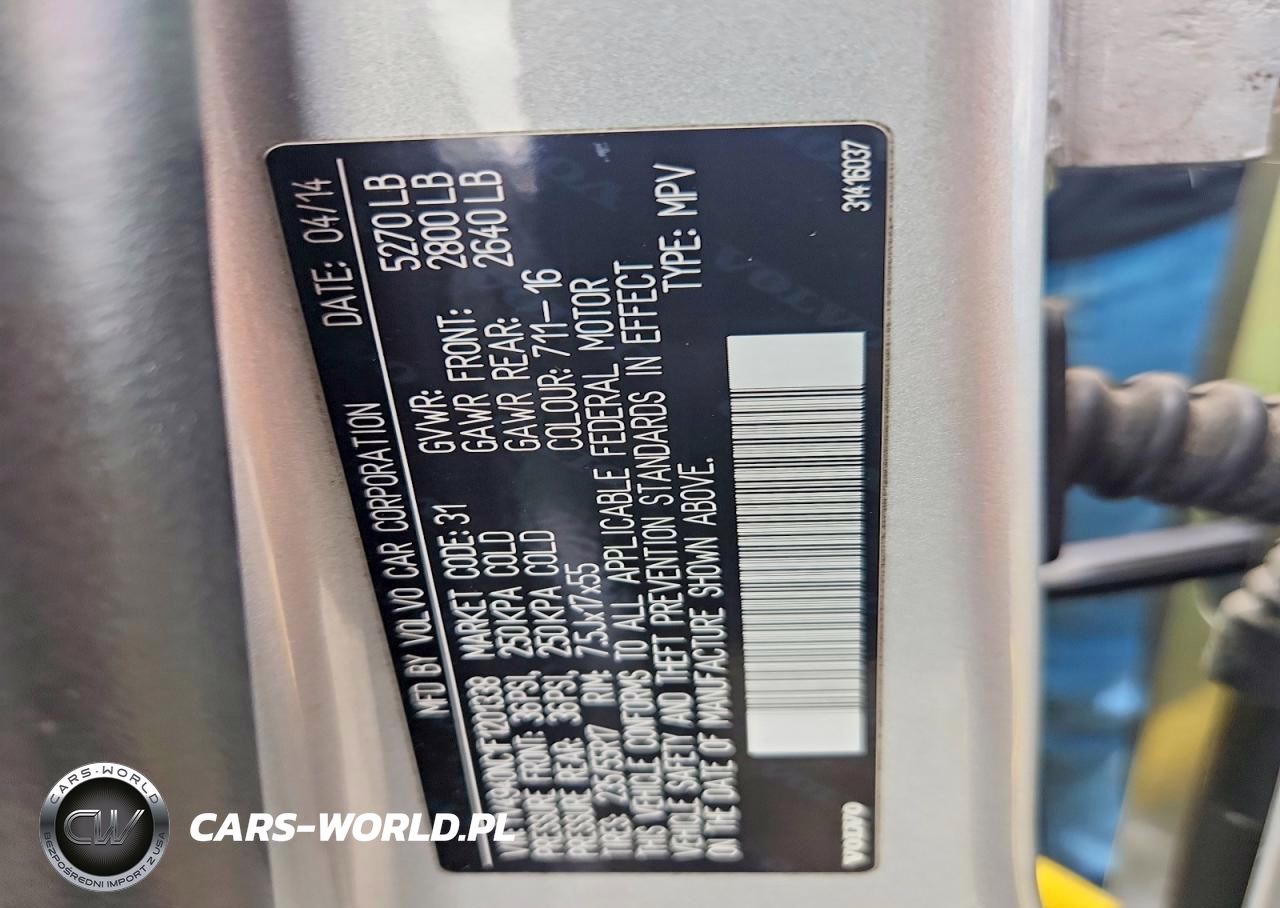 MFD BY VOLVO CAR CORPORATION DATE: 04/14
MARKET CODE: 31 GVWR: 5270 LB
PRESSURE FRONT: 36PSI, 250KPA COLD GAWR FRONT: 2800 LB
PRESSURE REAR: 36PSI, 250KPA COLD GAWR REAR: 2640 LB
TIRE: 235/55R17 RIM: 7.5Jx17x55 COLOUR: 711-16
THIS VEHICLE CONFORMS TO ALL APPLICABLE FEDERAL MOTOR
VEHICLE SAFETY AND THEFT PREVENTION STANDARDS IN EFFECT
ON THE DATE OF MANUFACTURE SHOWN ABOVE. TYPE: MPV
VOLVO 31416037
CARS-WORLD
CW
BEZPOŚREDNI IMPORT Z USA
CARS-WORLD.PL